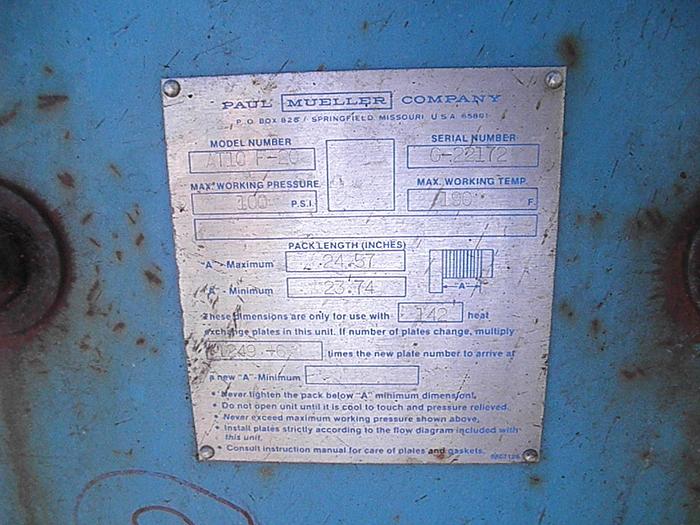 PAUL MUELLER COMPANY
P.O. BOX 828 / SPRINGFIELD, MISSOURI U.S.A. 65801
MODEL NUMBER SERIAL NUMBER
AT10 F-20 G-22172
MAX. WORKING PRESSURE MAX. WORKING TEMP.
100 P.S.I. F.
PACK LENGTH (INCHES)
"A" - Maximum 24.57
"A" - Minimum 23.74
A
These dimensions are only for use with 142 heat
exchange plates in this unit. If number of plates change, multiply
times the new plate number to arrive at
a new "A"-Minimum
• Never tighten the pack below "A" minimum dimension!
• Do not open unit until it is cool to touch and pressure relieved.
• Never exceed maximum working pressure shown above.
• Install plates strictly according to the flow diagram included with
this unit.
• Consult instruction manual for care of plates and gaskets.